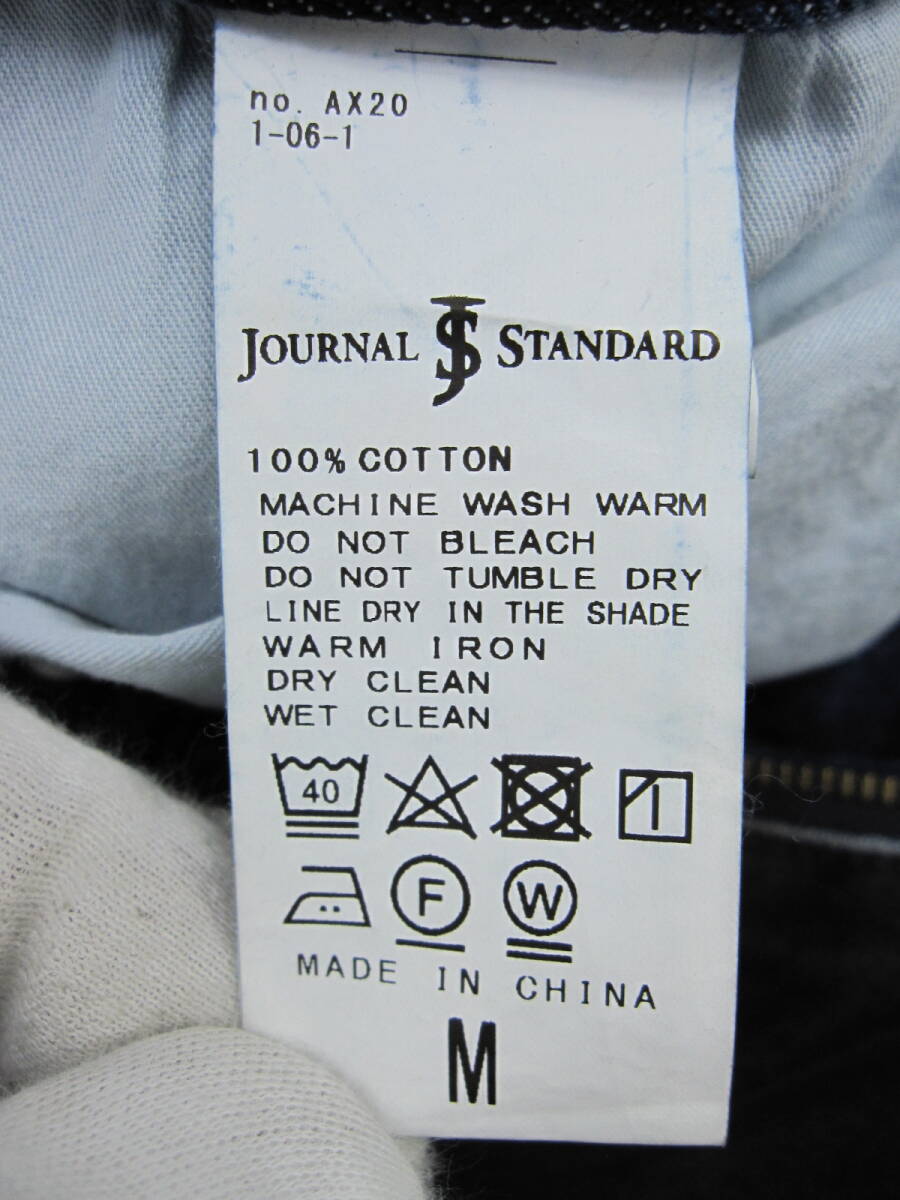 no. AX20
1-06-1
JOURNAL JS STANDARD
100% COTTON
MACHINE WASH WARM
DO NOT BLEACH
DO NOT TUMBLE DRY
LINE DRY IN THE SHADE
WARM IRON
DRY CLEAN
WET CLEAN
40
F W
MADE IN CHINA
M